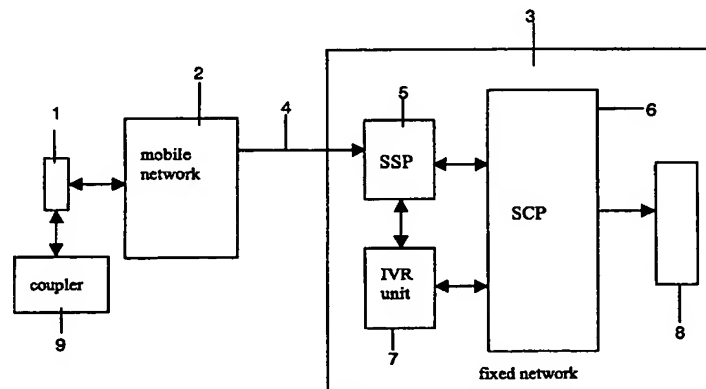 3
2
1
4
5
6
mobile
network
SSP
SCP
coupler
IVR
unit
9
7
8
fixed network